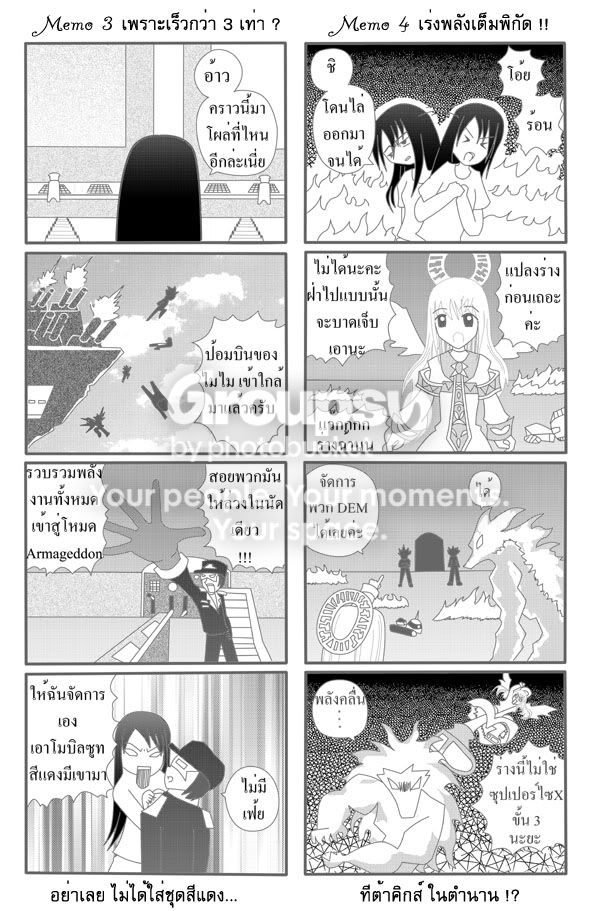 Memo 3 เพราะเร็วกว่า 3 เท่า ?
อ้าว
คราวนี้มา
โผล่ที่ไหน
อีกล่ะเนี่ย
ป้อมบินของ
ไมไม เข้าใกล้
มาแล้วครับ
รวบรวมพลัง
งานทั้งหมด
เข้าสู่โหมด
Armageddon
สอยพวกมัน
ให้ล่วงในนัด
เดียว
!!!
ให้ฉันจัดการ
เอง
เอาโมบิลซูท
สีแดงมีเขามา
ไม่มี
เฟ้ย
อย่าเลย ไม่ได้ใส่ชุดสีแดง...
Memo 4 เร่งพลังเต็มพิกัด !!
ชิ
โดนไล่
ออกมา
จนได้
โอ้ย
ร้อน
ไม่ได้นะคะ
ฝ่าไปแบบนั้น
จะบาดเจ็บ
เอานะ
แปลงร่าง
ก่อนเถอะ
ค่ะ
จัดการ
พวก DEM
ได้เลยค่ะ
ได้
พลังคลื่น
...
ร่างนี้ไม่ใช่
ซุปเปอร์ไซX
ขั้น 3
นะยะ
ทีต้าคิกส์ ในตำนาน !?
Groupsy
by photobucket
Your people. Your moments.
Your space.